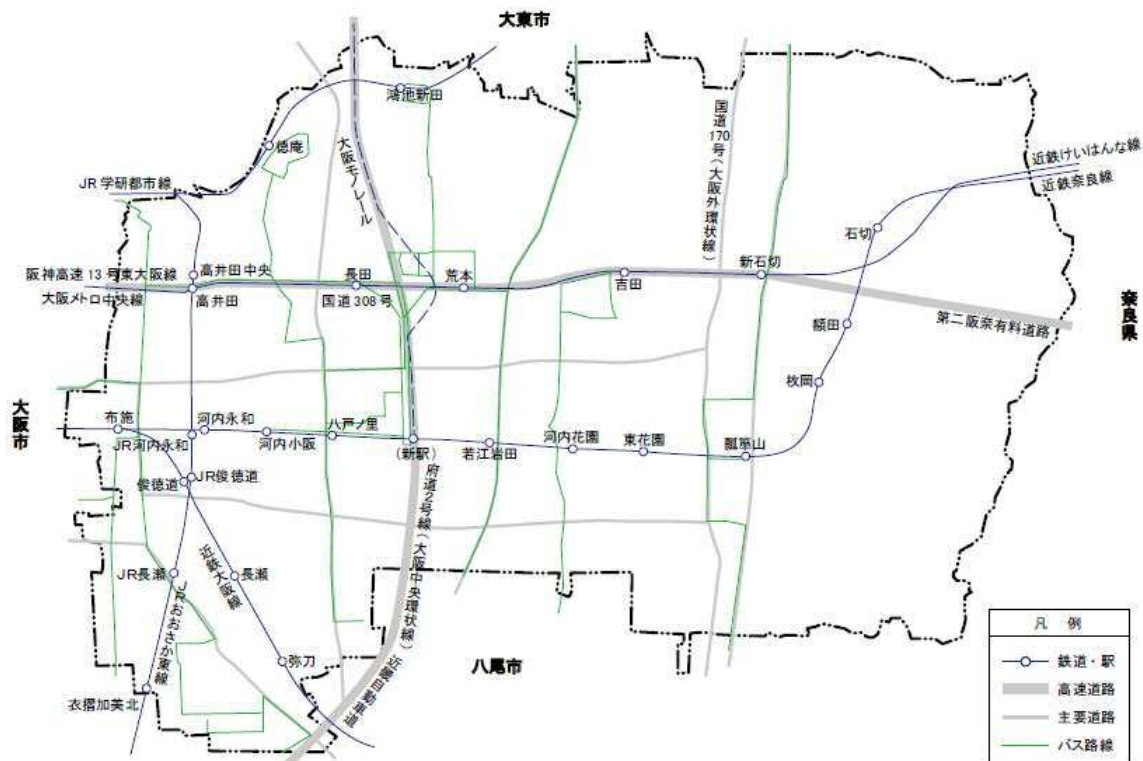 大東市
鴻池新田
徳庵
大阪モノレール
国道170号(大阪外環状線)
近鉄けいはんな線
近鉄奈良線
JR学研都市線
石切
阪神高速13号東大阪線
高井田中央
長田
荒本
吉田
新石切
大阪メトロ中央線
高井田
国道308号
額田
第二阪奈有料道路
奈良県
枚岡
大阪市
布施
河内永和
JR河内永和
河内小阪
八戸ノ里
(新駅)
若江岩田
河内花園
東花園
瓢箪山
俊徳道
JR俊徳道
府道2号線(大阪中央環状線)
近畿自動車道
JR長瀬
近鉄大阪線
長瀬
JRおおさか東線
弥刀
八尾市
衣摺加美北
凡 例
鉄道・駅
高速道路
主要道路
バス路線